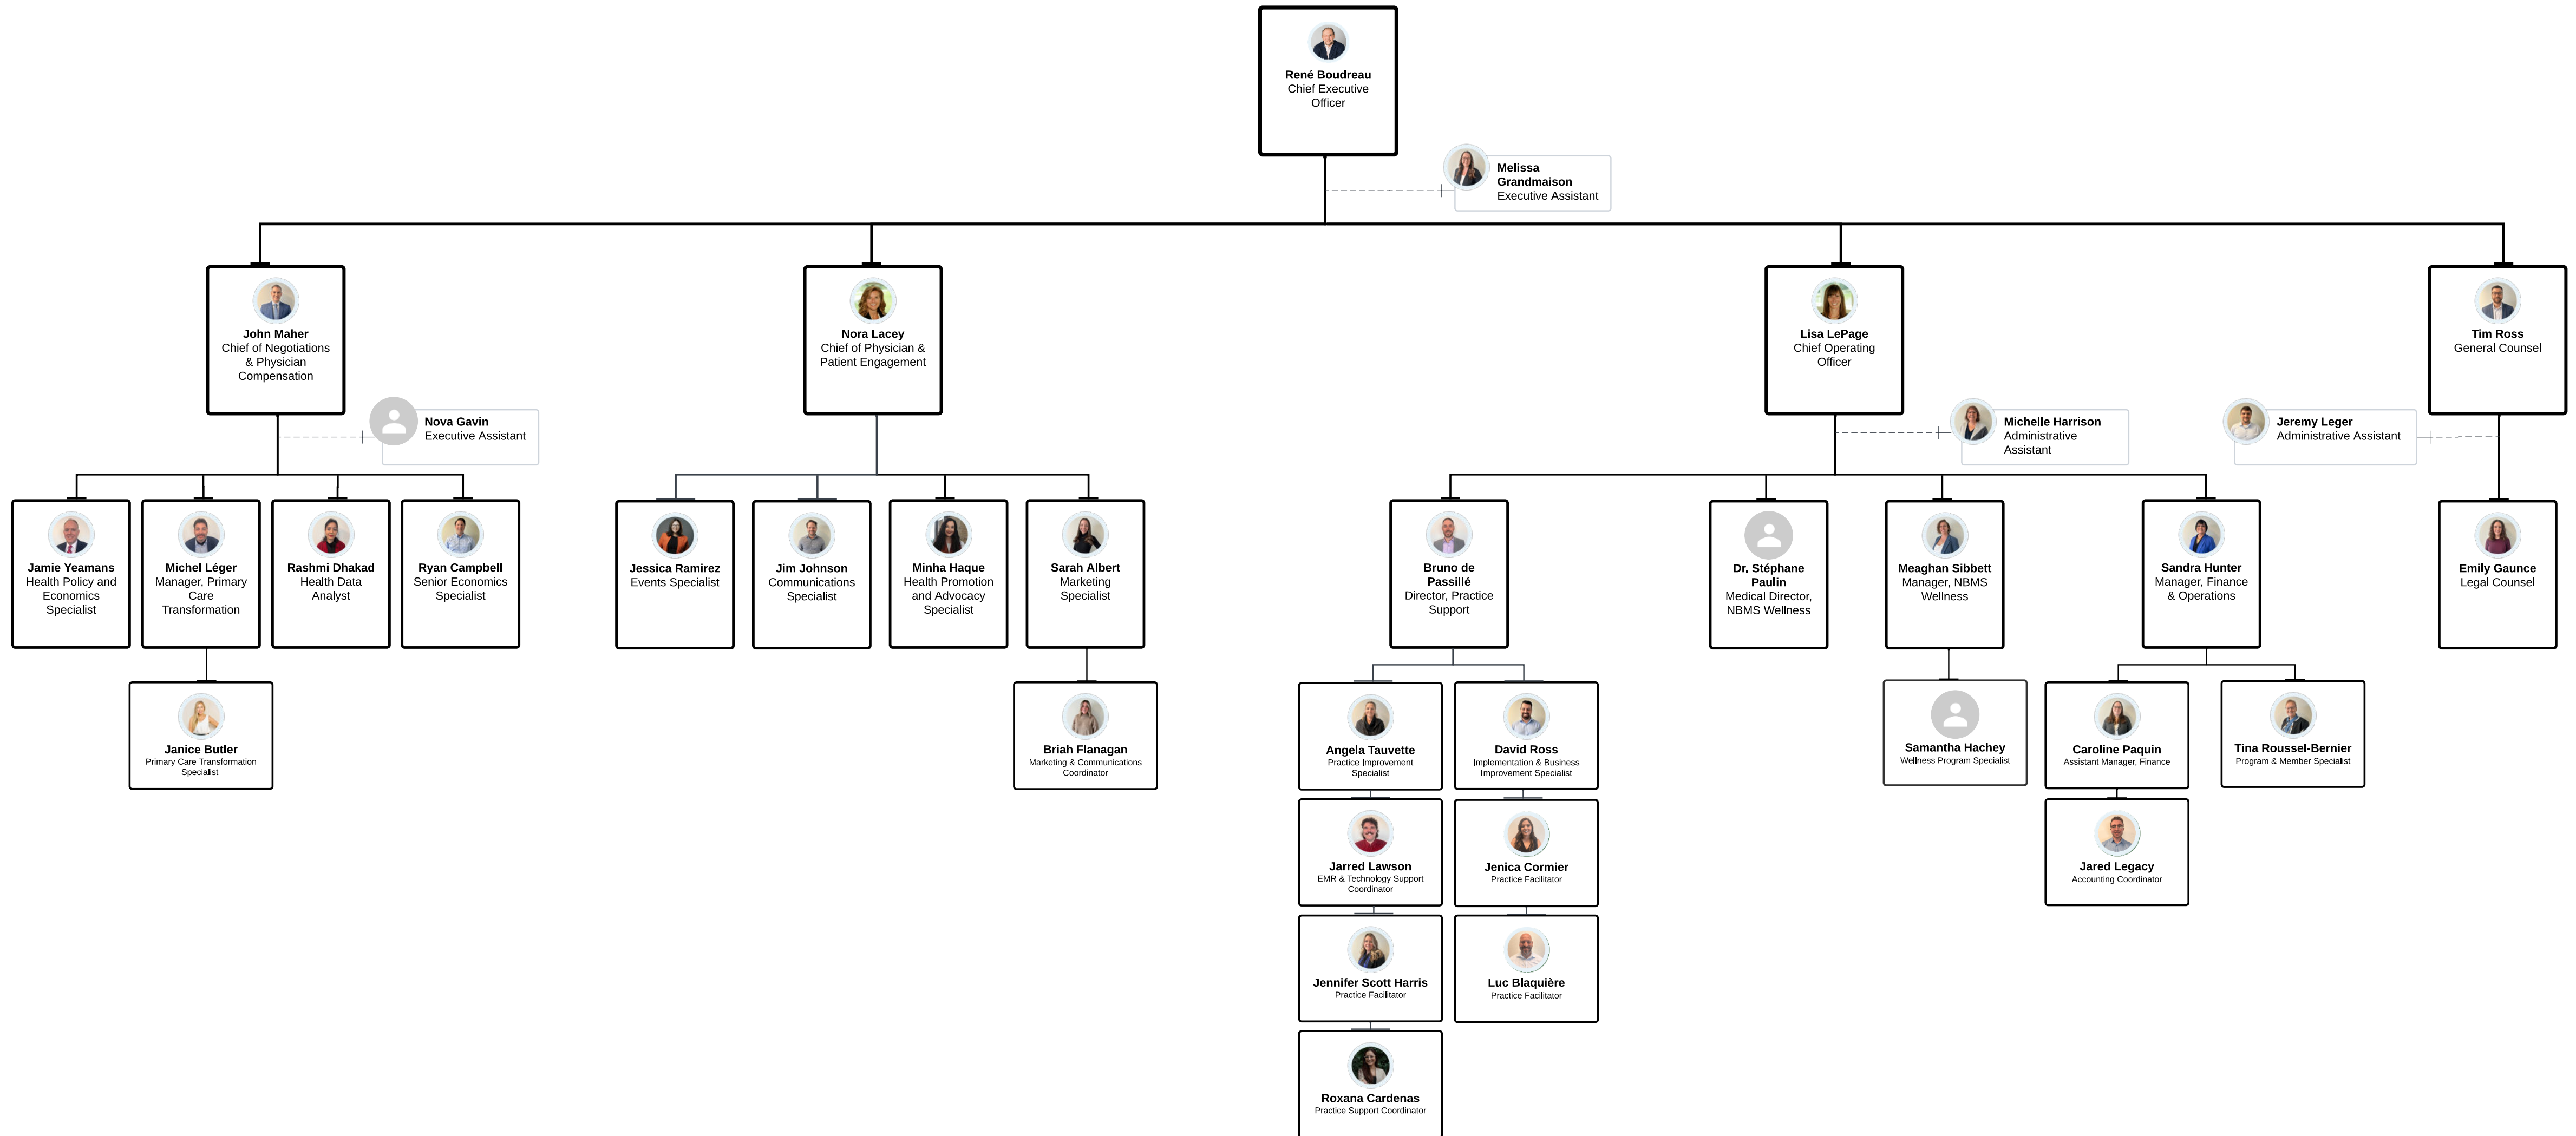 René Boudreau
Chief Executive
Officer
Melissa
Grandmaison
Executive Assistant
John Maher
Chief of Negotiations
& Physician
Compensation
Nora Lacey
Chief of Physician &
Patient Engagement
Lisa LePage
Chief Operating
Officer
Tim Ross
General Counsel
Nova Gavin
Executive Assistant
Michelle Harrison
Administrative
Assistant
Jeremy Leger
Administrative Assistant
Jamie Yeamans
Health Policy and
Economics
Specialist
Michel Léger
Manager, Primary
Care
Transformation
Rashmi Dhakad
Health Data
Analyst
Ryan Campbell
Senior Economics
Specialist
Jessica Ramirez
Events Specialist
Jim Johnson
Communications
Specialist
Minha Haque
Health Promotion
and Advocacy
Specialist
Sarah Albert
Marketing
Specialist
Bruno de
Passillé
Director, Practice
Support
Dr. Stéphane
Paulin
Medical Director,
NBMS Wellness
Meaghan Sibbett
Manager, NBMS
Wellness
Sandra Hunter
Manager, Finance
& Operations
Emily Gaunce
Legal Counsel
Janice Butler
Primary Care Transformation
Specialist
Briah Flanagan
Marketing & Communications
Coordinator
Angela Tauvette
Practice Improvement
Specialist
David Ross
Implementation & Business
Improvement Specialist
Samantha Hachey
Wellness Program Specialist
Caroline Paquin
Assistant Manager, Finance
Tina Roussel-Bernier
Program & Member Specialist
Jarred Lawson
EMR & Technology Support
Coordinator
Jenica Cormier
Practice Facilitator
Jared Legacy
Accounting Coordinator
Jennifer Scott Harris
Practice Facilitator
Luc Blaquière
Practice Facilitator
Roxana Cardenas
Practice Support Coordinator